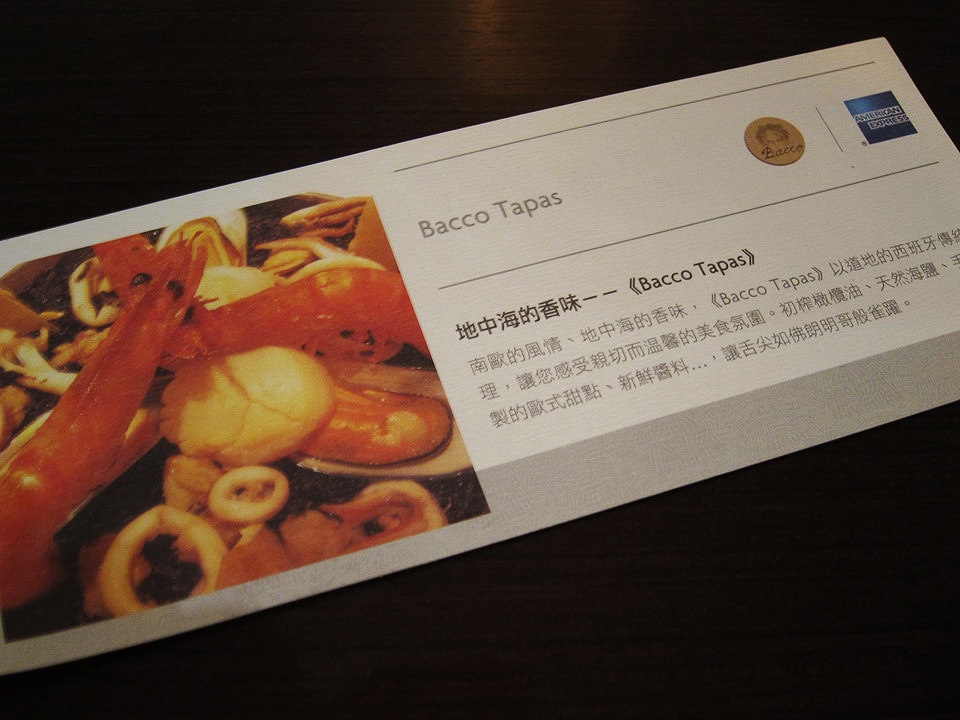 Bacco
AMERICAN
EXPRESS
Bacco Tapas
地中海的香味－－《Bacco Tapas》
南歐的風情、地中海的香味，《Bacco Tapas》以道地的西班牙傳統
理，讓您感受親切而溫馨的美食氛圍。初榨橄欖油、天然海鹽、手
製的歐式甜點、新鮮醬料...，讓舌尖如佛朗明哥般雀躍。